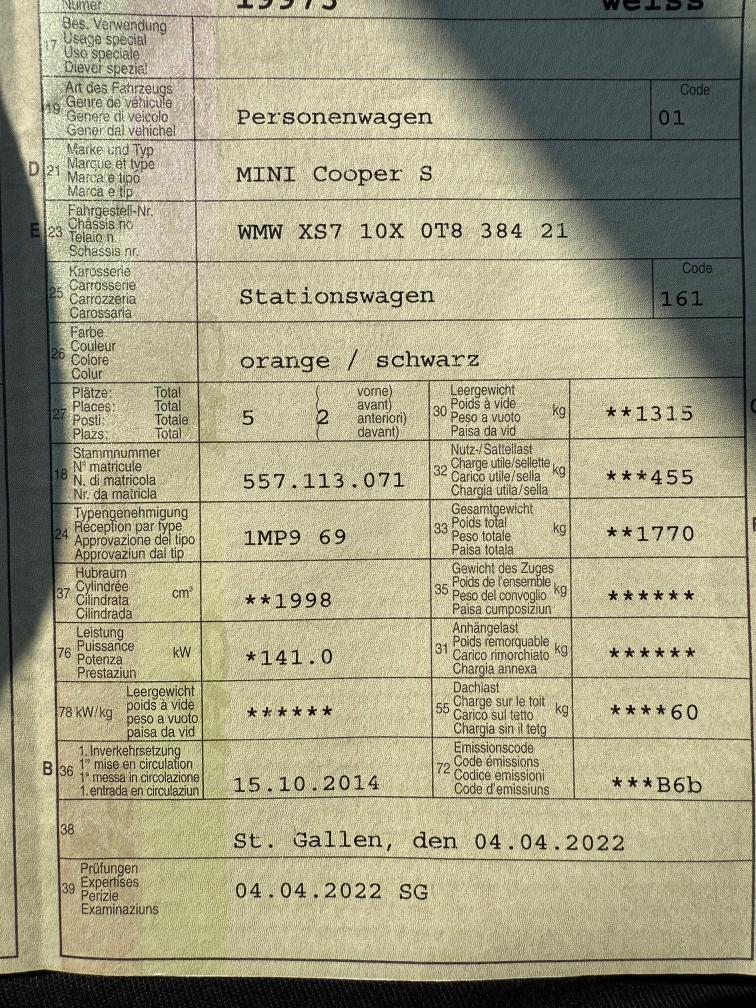 Numer 19973 weiss
17 Bes. Verwendung
Usage spécial
Uso speciale
Diever spezial
19 Art des Fahrzeugs
Genre de véhicule
Genere di veicolo
Gener dal vehichel
Personenwagen
Code
01
D 21 Marke und Typ
Marque et type
Marca e tipo
Marca e tip
MINI Cooper S
E 23 Fahrgestell-Nr.
Châssis no
Telaio n.
Schassis nr.
WMW XS7 10X 0T8 384 21
25 Karosserie
Carrosserie
Carrozzeria
Carossaria
Stationswagen
Code
161
26 Farbe
Couleur
Colore
Colur
orange / schwarz
27 Plätze: Total
Places: Total
Posti: Totale
Plazs: Total
5 ( 2 vorne)
avant)
anteriori)
davant)
30 Leergewicht
Poids à vide
Peso a vuoto
Paisa da vid
kg
**1315
18 Stammnummer
N° matricule
N. di matricola
Nr. da matricla
557.113.071
32 Nutz-/Sattellast
Charge utile/sellette
Carico utile/sella
Chargia utila/sella
kg
***455
24 Typengenehmigung
Réception par type
Approvazione del tipo
Approvaziun dal tip
1MP9 69
33 Gesamtgewicht
Poids total
Peso totale
Paisa totala
kg
**1770
37 Hubraum
Cylindrée
Cilindrata
Cilindrada
cm³
**1998
35 Gewicht des Zuges
Poids de l'ensemble
Peso del convoglio
Paisa cumposiziun
kg
******
76 Leistung
Puissance
Potenza
Prestaziun
kW
*141.0
31 Anhängelast
Poids remorquable
Carico rimorchiato
Chargia annexa
kg
******
78 kW/kg Leergewicht
poids à vide
peso a vuoto
paisa da vid
******
55 Dachlast
Charge sur le toit
Carico sul tetto
Chargia sin il tetg
kg
****60
B 36 1. Inverkehrsetzung
1re mise en circulation
1a messa in circolazione
1. entrada en circulaziun
15.10.2014
72 Emissionscode
Code émissions
Codice emissioni
Code d'emissiuns
***B6b
38 St. Gallen, den 04.04.2022
39 Prüfungen
Expertises
Perizie
Examinaziuns
04.04.2022 SG